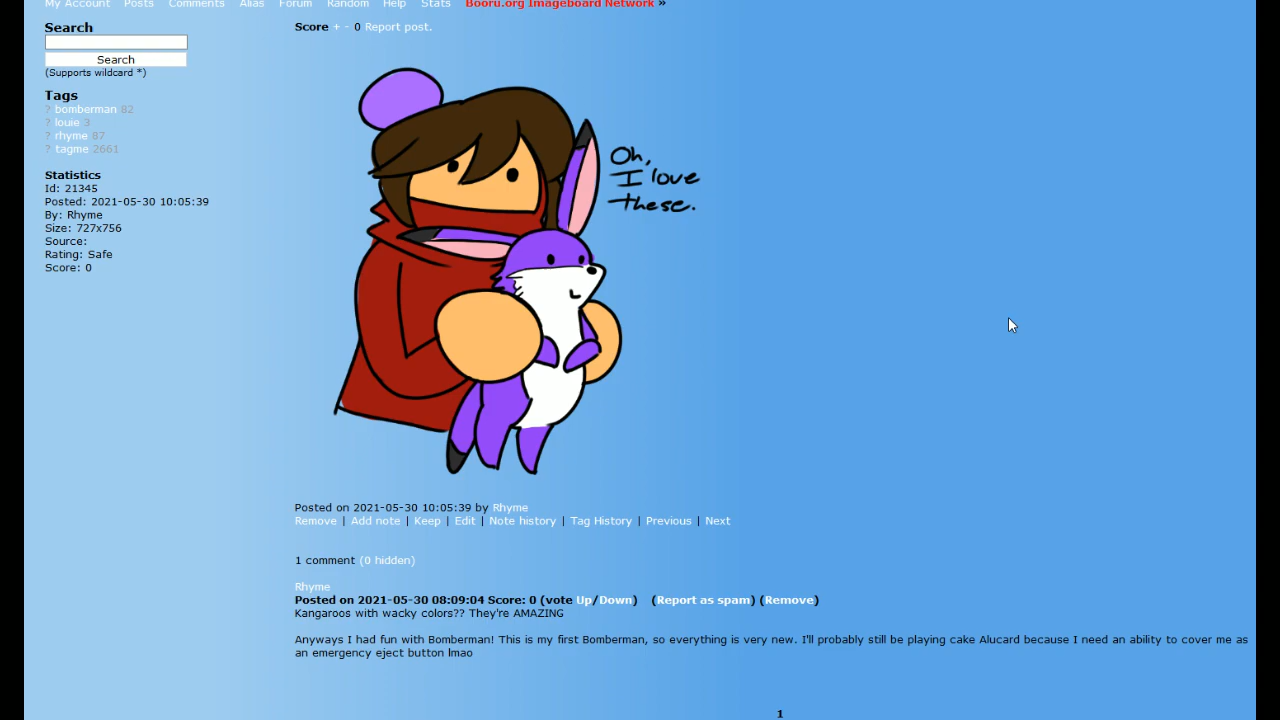 My Account Posts Comments Alias Forum Random Help Stats Booru.org Imageboard Network »
Search
Search
(Supports wildcard *)
Tags
? bomberman 82
? louie 3
? rhyme 87
? tagme 2661
Statistics
Id: 21345
Posted: 2021-05-30 10:05:39
By: Rhyme
Size: 727x756
Source:
Rating: Safe
Score: 0
Score + - 0 Report post.
Oh,
I love
these.
Posted on 2021-05-30 10:05:39 by Rhyme
Remove | Add note | Keep | Edit | Note history | Tag History | Previous | Next
1 comment (0 hidden)
Rhyme
Posted on 2021-05-30 08:09:04 Score: 0 (vote Up/Down) (Report as spam) (Remove)
Kangaroos with wacky colors?? They're AMAZING
Anyways I had fun with Bomberman! This is my first Bomberman, so everything is very new. I'll probably still be playing cake Alucard because I need an ability to cover me as
an emergency eject button lmao
1